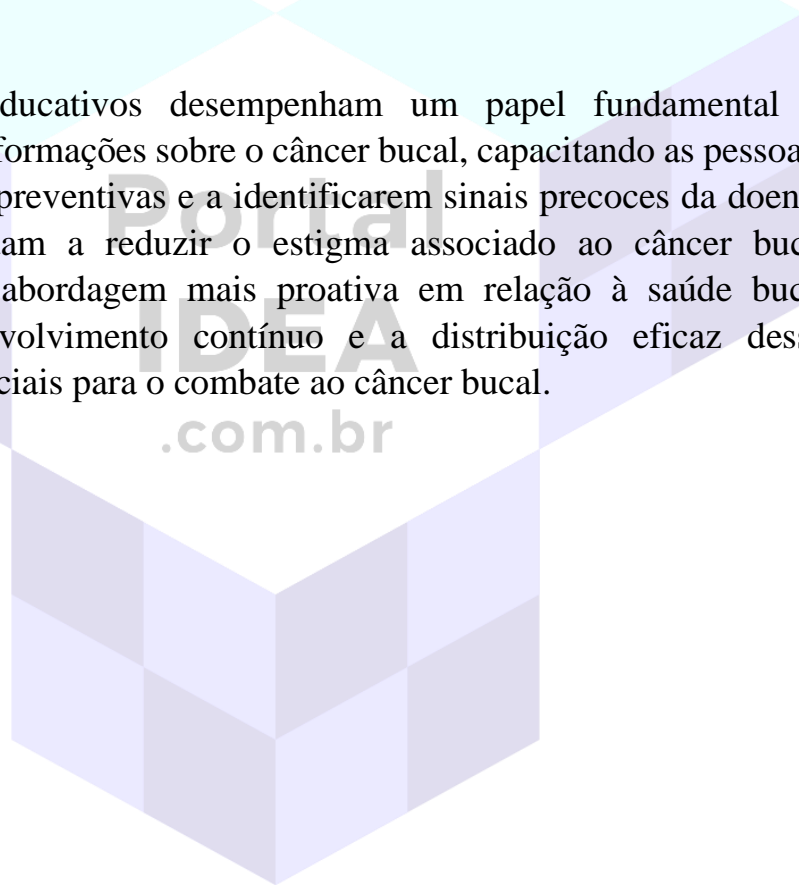 ducativos desempenham um papel fundamental
formações sobre o câncer bucal, capacitando as pessoa
preventivas e a identificarem sinais precoces da doen
am a reduzir o estigma associado ao câncer buc
abordagem mais proativa em relação à saúde buc
volvimento contínuo e a distribuição eficaz dess
ciais para o combate ao câncer bucal.
Portal
IDEA
.com.br